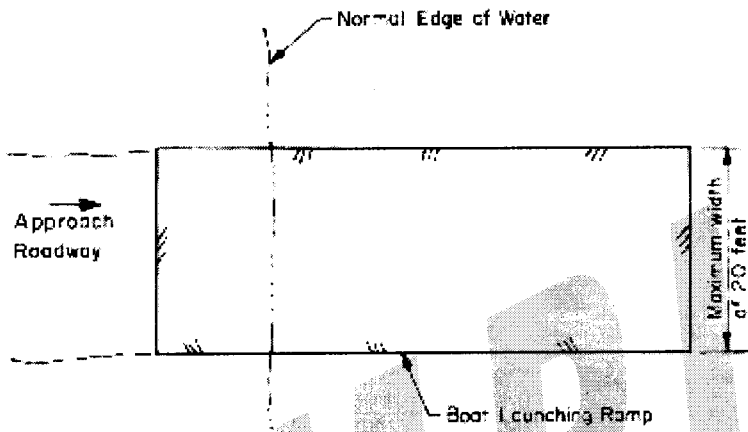 Normal Edge of Water
Approach
Roadway
Maximum width
of 20 feet
Boat Launching Ramp